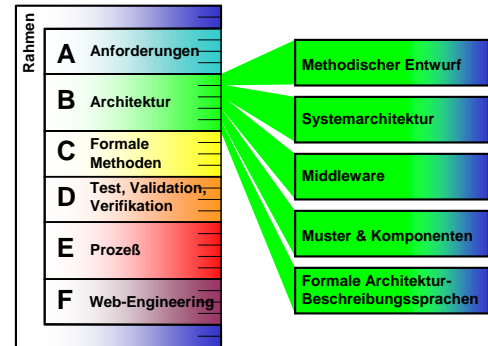 Rahmen
A Anforderungen
B Architektur
C Formale
Methoden
D Test, Validation,
Verifikation
E Prozeß
F Web-Engineering
Methodischer Entwurf
Systemarchitektur
Middleware
Muster & Komponenten
Formale Architektur-
Beschreibungssprachen